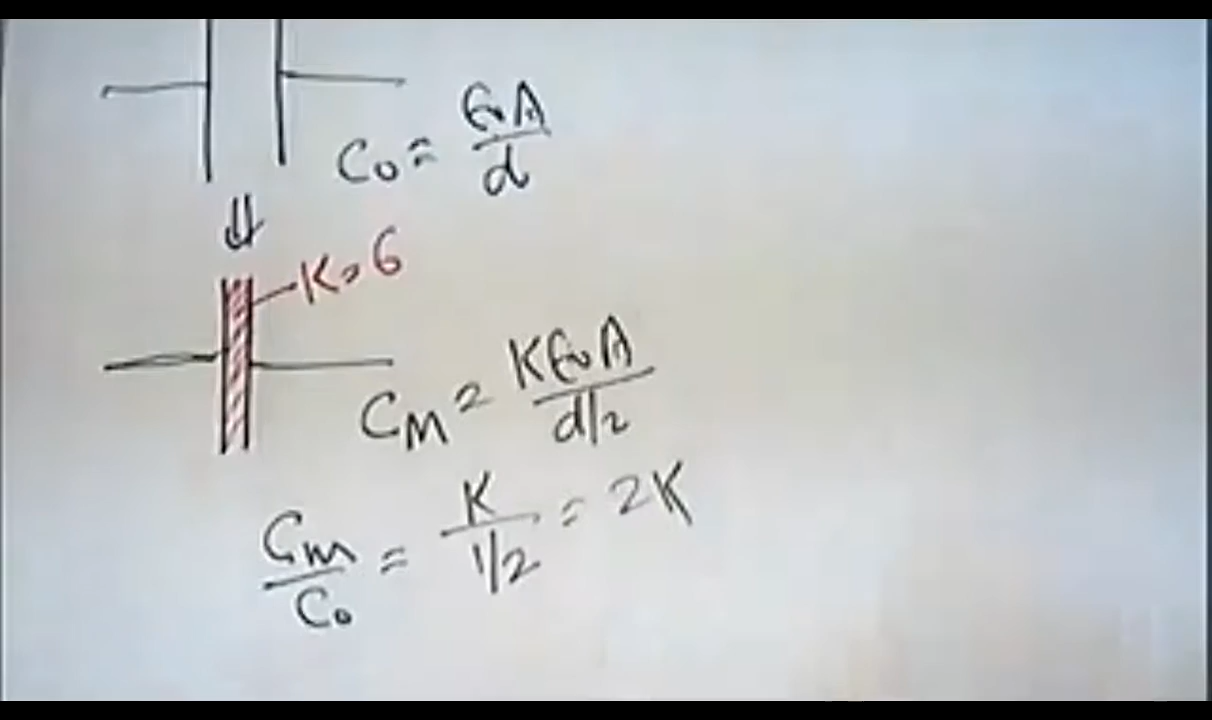 C₀ = ε₀A/d
K = 6
C_M = Kε₀A/d/2
C_m/C₀ = K/1/2 = 2K